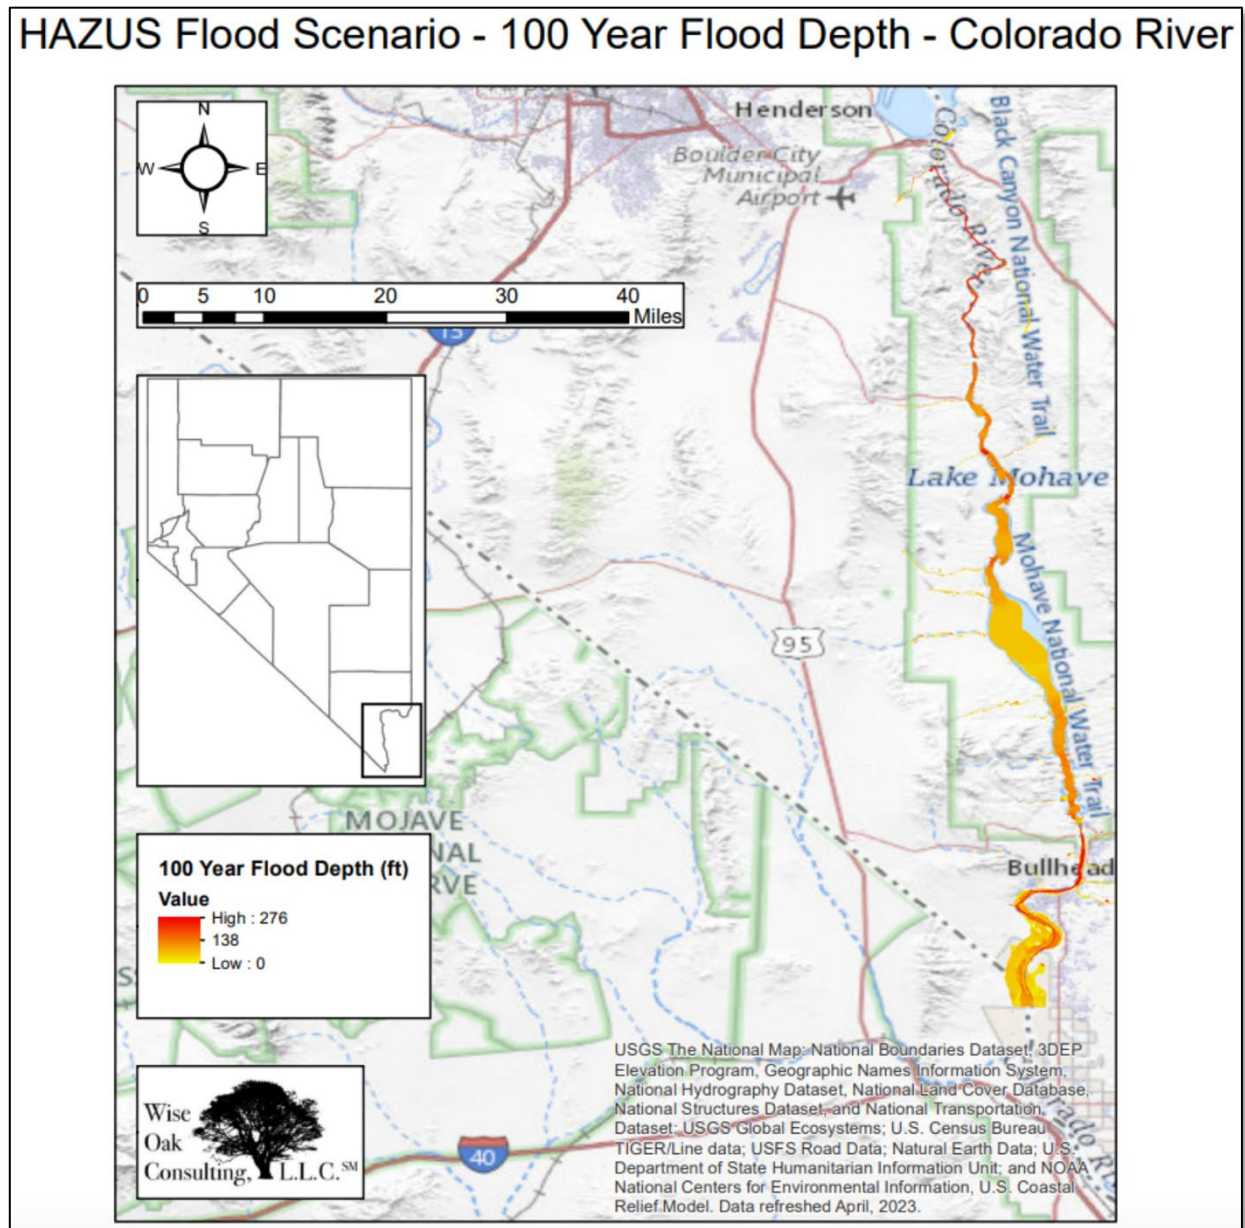 HAZUS Flood Scenario - 100 Year Flood Depth - Colorado River
N
W
E
S
Henderson
Boulder City
Municipal
Airport
Colorado River
Black Canyon National Water Trail
0 5 10 20 30 40
Miles
15
Lake Mohave
Mohave National Water Trail
95
MOJAVE
NAL
RVE
Bullhead
100 Year Flood Depth (ft)
Value
High : 276
138
Low : 0
Wise
Oak
Consulting, L.L.C.℠
40
USGS The National Map: National Boundaries Dataset, 3DEP
Elevation Program, Geographic Names Information System,
National Hydrography Dataset, National Land Cover Database,
National Structures Dataset, and National Transportation
Dataset; USGS Global Ecosystems; U.S. Census Bureau
TIGER/Line data; USFS Road Data; Natural Earth Data; U.S.
Department of State Humanitarian Information Unit; and NOAA
National Centers for Environmental Information, U.S. Coastal
Relief Model. Data refreshed April, 2023.